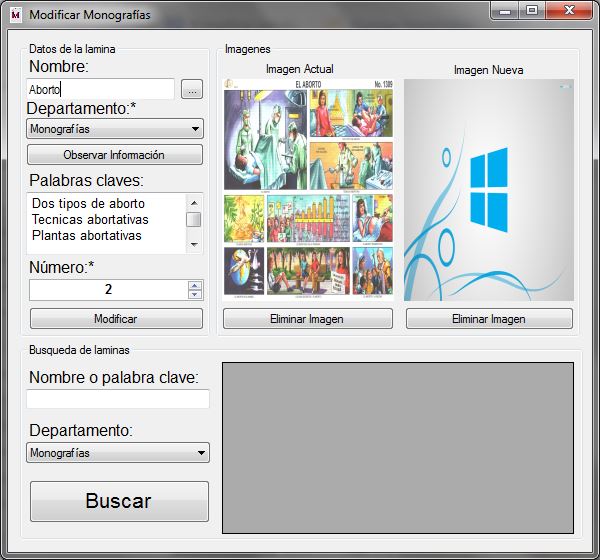 Modificar Monografías
Datos de la lamina
Nombre:
Aborto
...
Departamento:*
Monografías
Observar Información
Palabras claves:
Dos tipos de aborto
Tecnicas abortativas
Plantas abortativas
Número:*
2
Modificar
Imagenes
Imagen Actual
EL ABORTO
No. 1309
Eliminar Imagen
Imagen Nueva
Eliminar Imagen
Busqueda de laminas
Nombre o palabra clave:
Departamento:
Monografías
Buscar